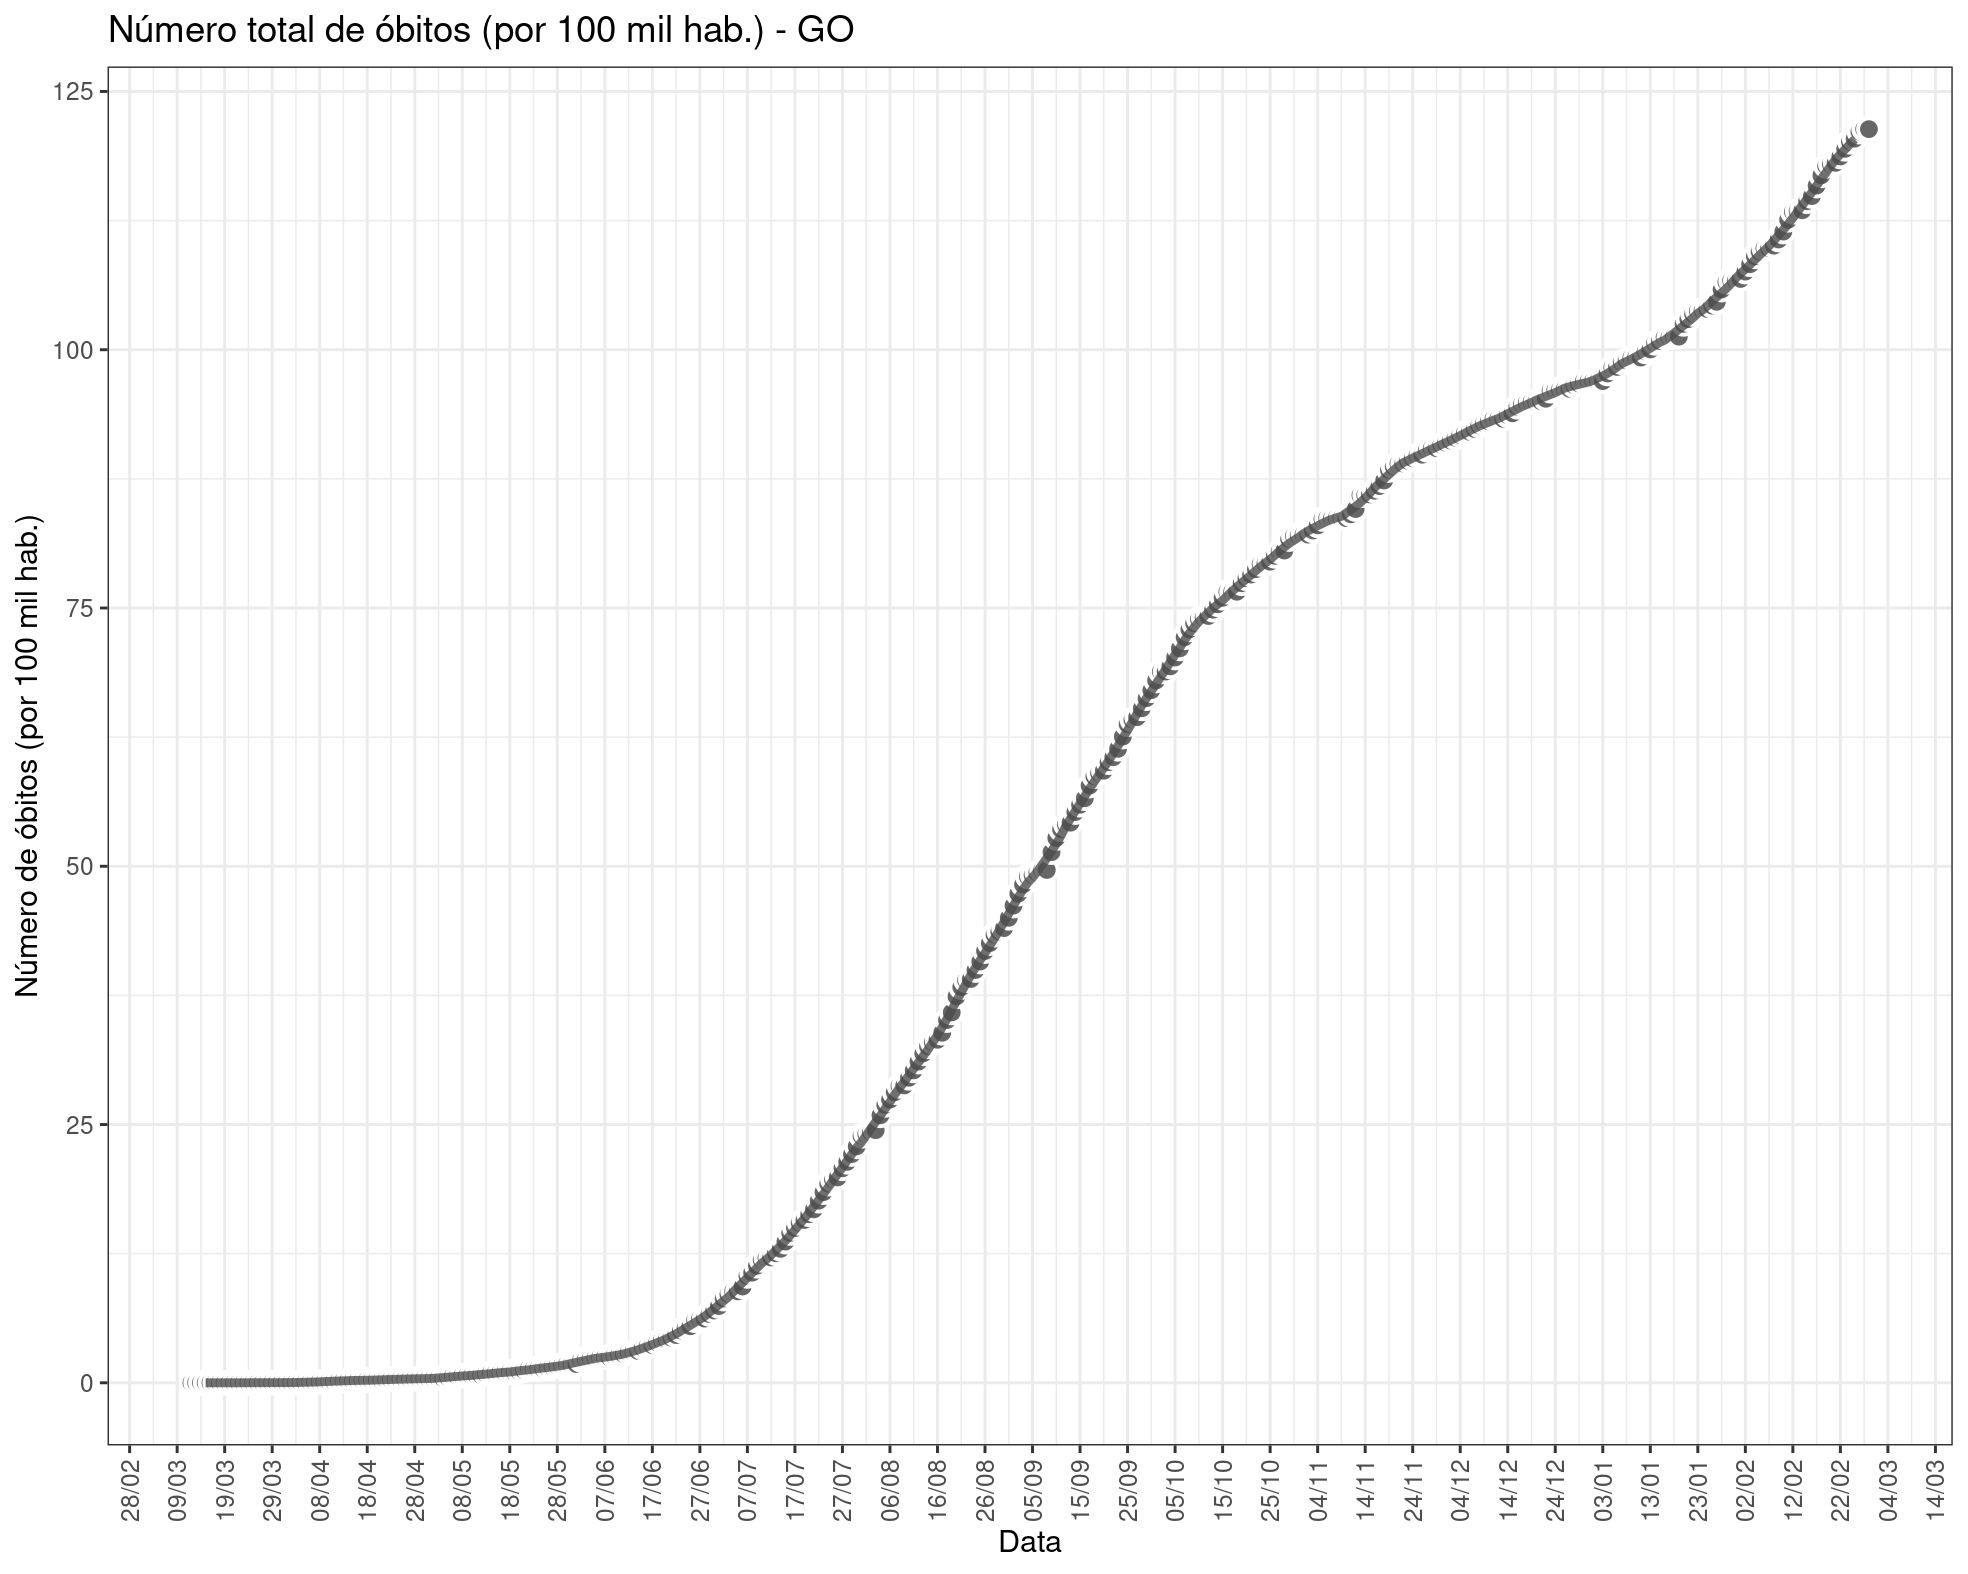 Número total de óbitos (por 100 mil hab.) - GO
Número de óbitos (por 100 mil hab.)
125
100
75
50
25
0
28/02 09/03 19/03 29/03 08/04 18/04 28/04 08/05 18/05 28/05 07/06 17/06 27/06 07/07 17/07 27/07 06/08 16/08 26/08 05/09 15/09 25/09 05/10 15/10 25/10 04/11 14/11 24/11 04/12 14/12 24/12 03/01 13/01 23/01 02/02 12/02 22/02 04/03 14/03
Data